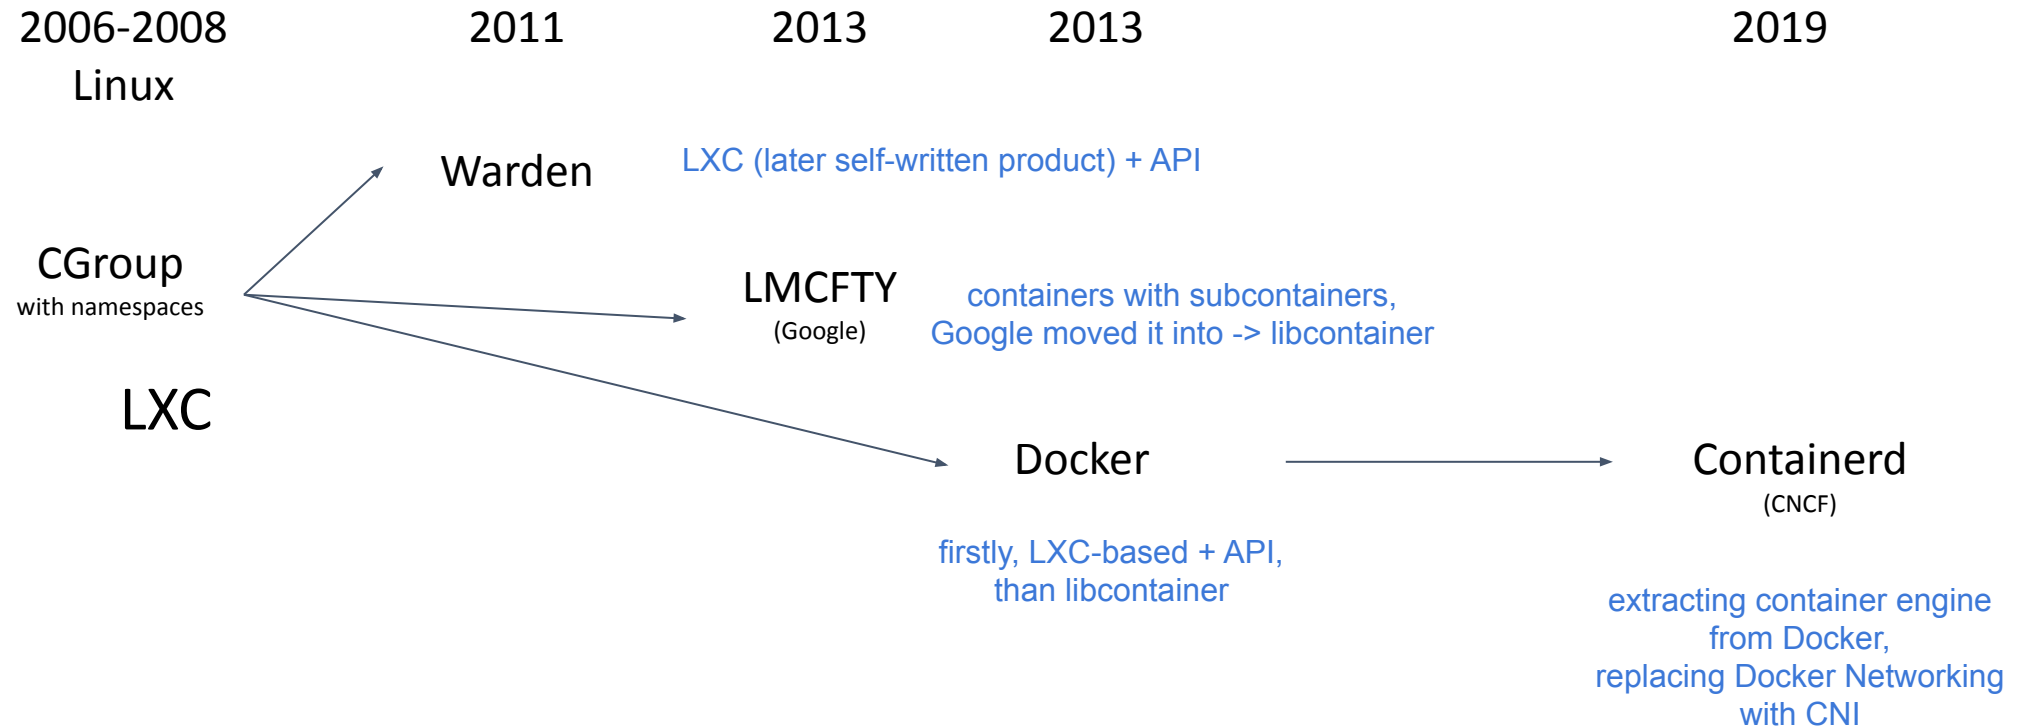 2006-2008
2011
2013
2013
2019
Linux
Warden
LXC (later self-written product) + API
CGroup
with namespaces
LMCFTY
(Google)
containers with subcontainers,
Google moved it into -> libcontainer
LXC
Docker
Containerd
(CNCF)
firstly, LXC-based + API,
than libcontainer
extracting container engine
from Docker,
replacing Docker Networking
with CNI